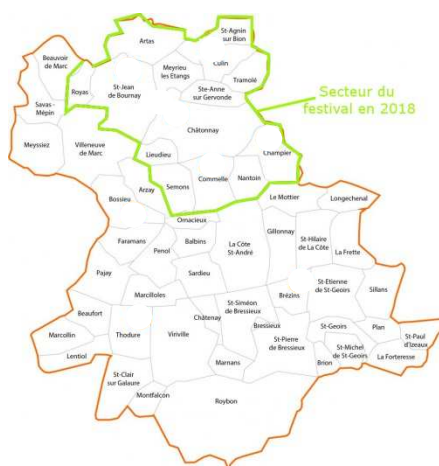 St-Agnin
sur Bion
Artas
Beauvoir
de Marc
Culin
Meyrieu
les Etangs
Tramolé
Royas
St-Jean
de Bournay
Ste-Anne
sur Gervonde
Secteur du
festival en 2018
Savas-
Mépin
Châtonnay
Meyssiez
Villeneuve
de Marc
Lieudieu
Champier
Semons
Commelle
Nantoin
Arzay
Bossieu
Le Mottier
Longechenal
Ornacieux
Faramans
Penol
Balbins
La Côte
St-André
Gillonnay
St-Hilaire
de La Côte
La Frette
Pajay
Sardieu
Marcilloles
St-Etienne
de St-Geoirs
Sillans
Brézins
Beaufort
Châtenay
St-Siméon
de Bressieux
Marcollin
Thodure
Viriville
Bressieux
St-Geoirs
Plan
St-Paul
d'Izeaux
Lentiol
St-Pierre
de Bressieux
St-Michel
de St-Geoirs
La Forteresse
Marnans
Brion
St-Clair
sur Galaure
Montfalcon
Roybon